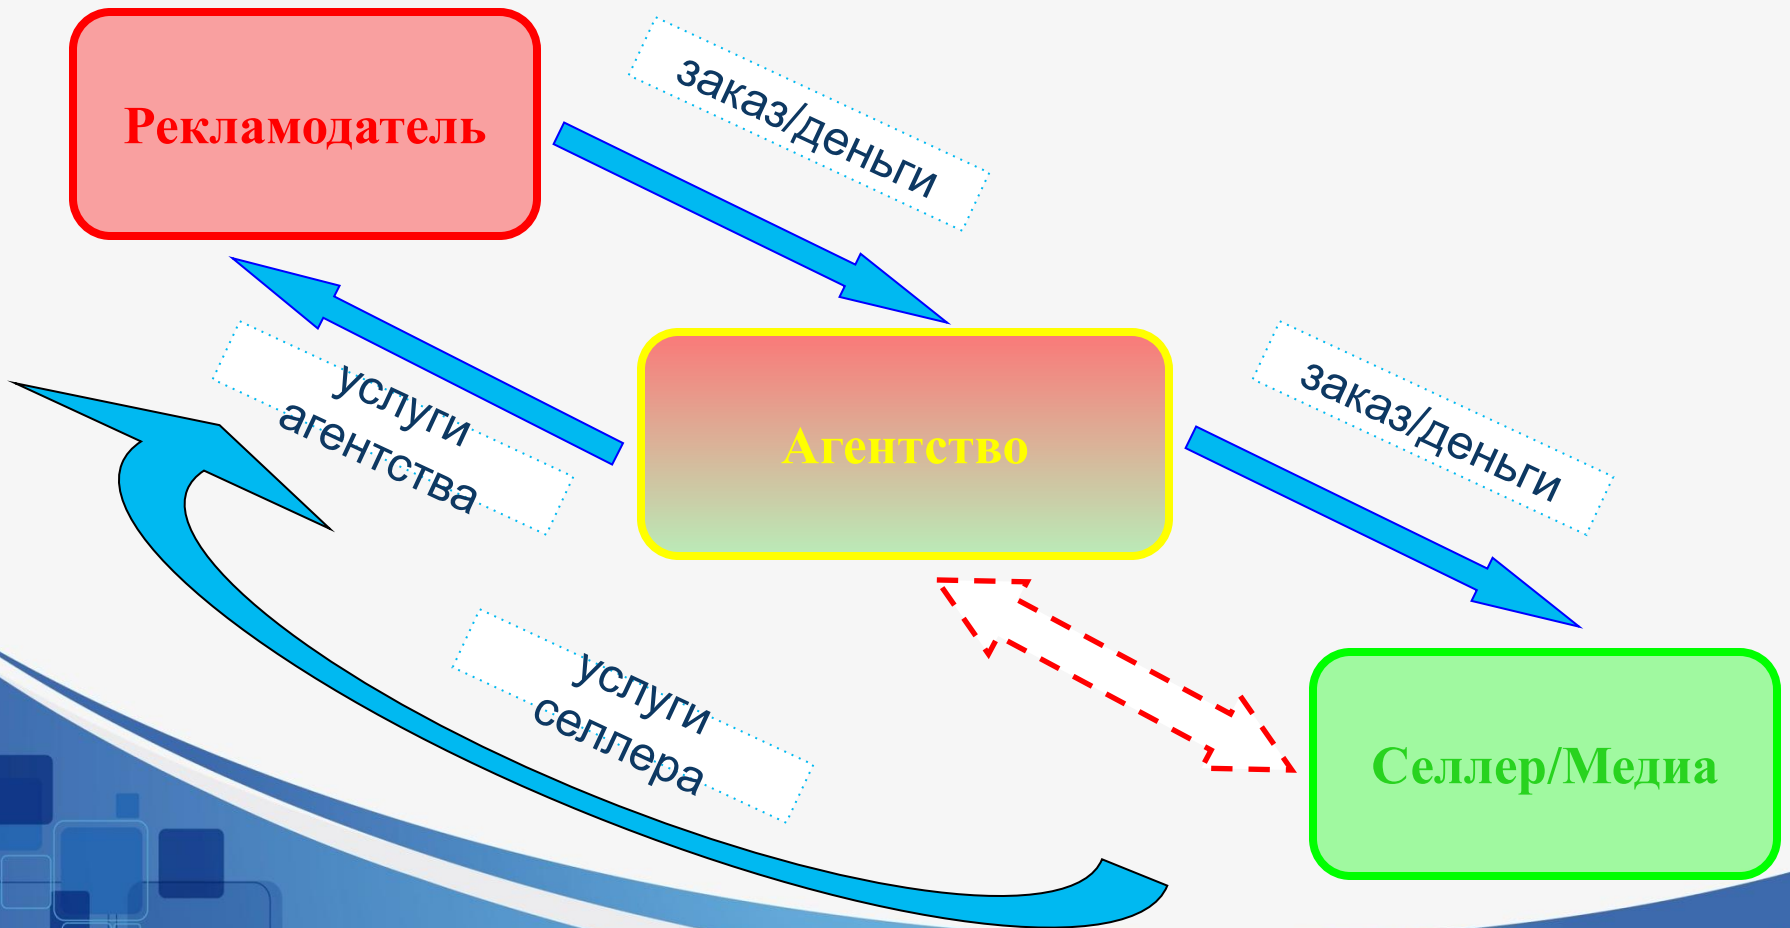 Рекламодатель
заказ/деньги
услуги
агентства
Агентство
заказ/деньги
услуги
селлера
Селлер/Медиа